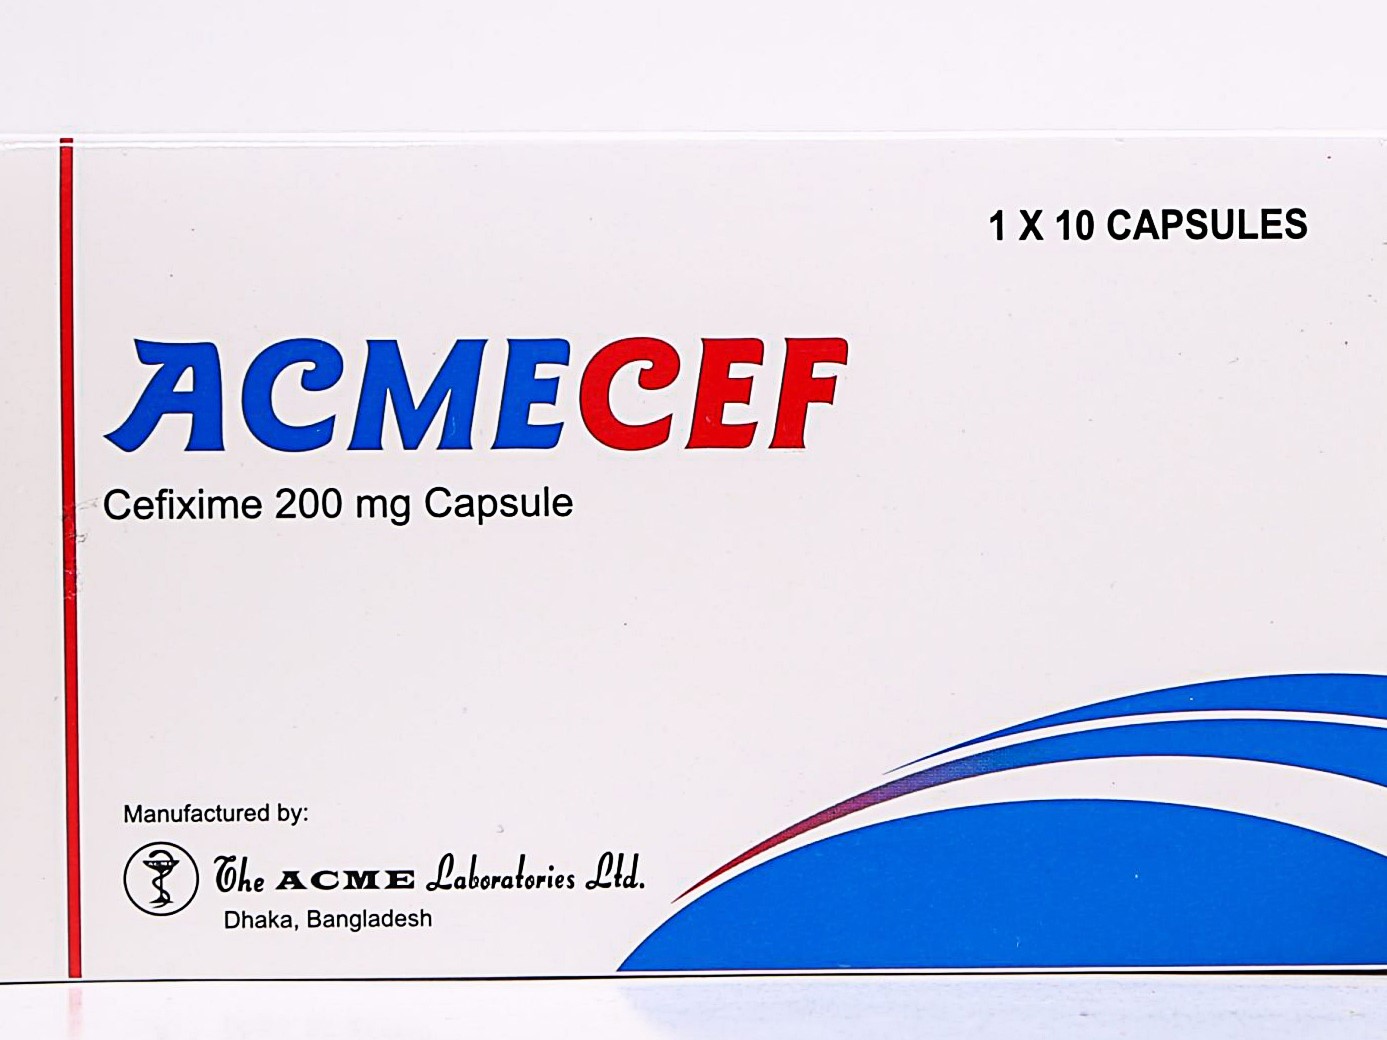 1 X 10 CAPSULES
ACMECEF
Cefixime 200 mg Capsule
Manufactured by:
The ACME Laboratories Ltd.
Dhaka, Bangladesh